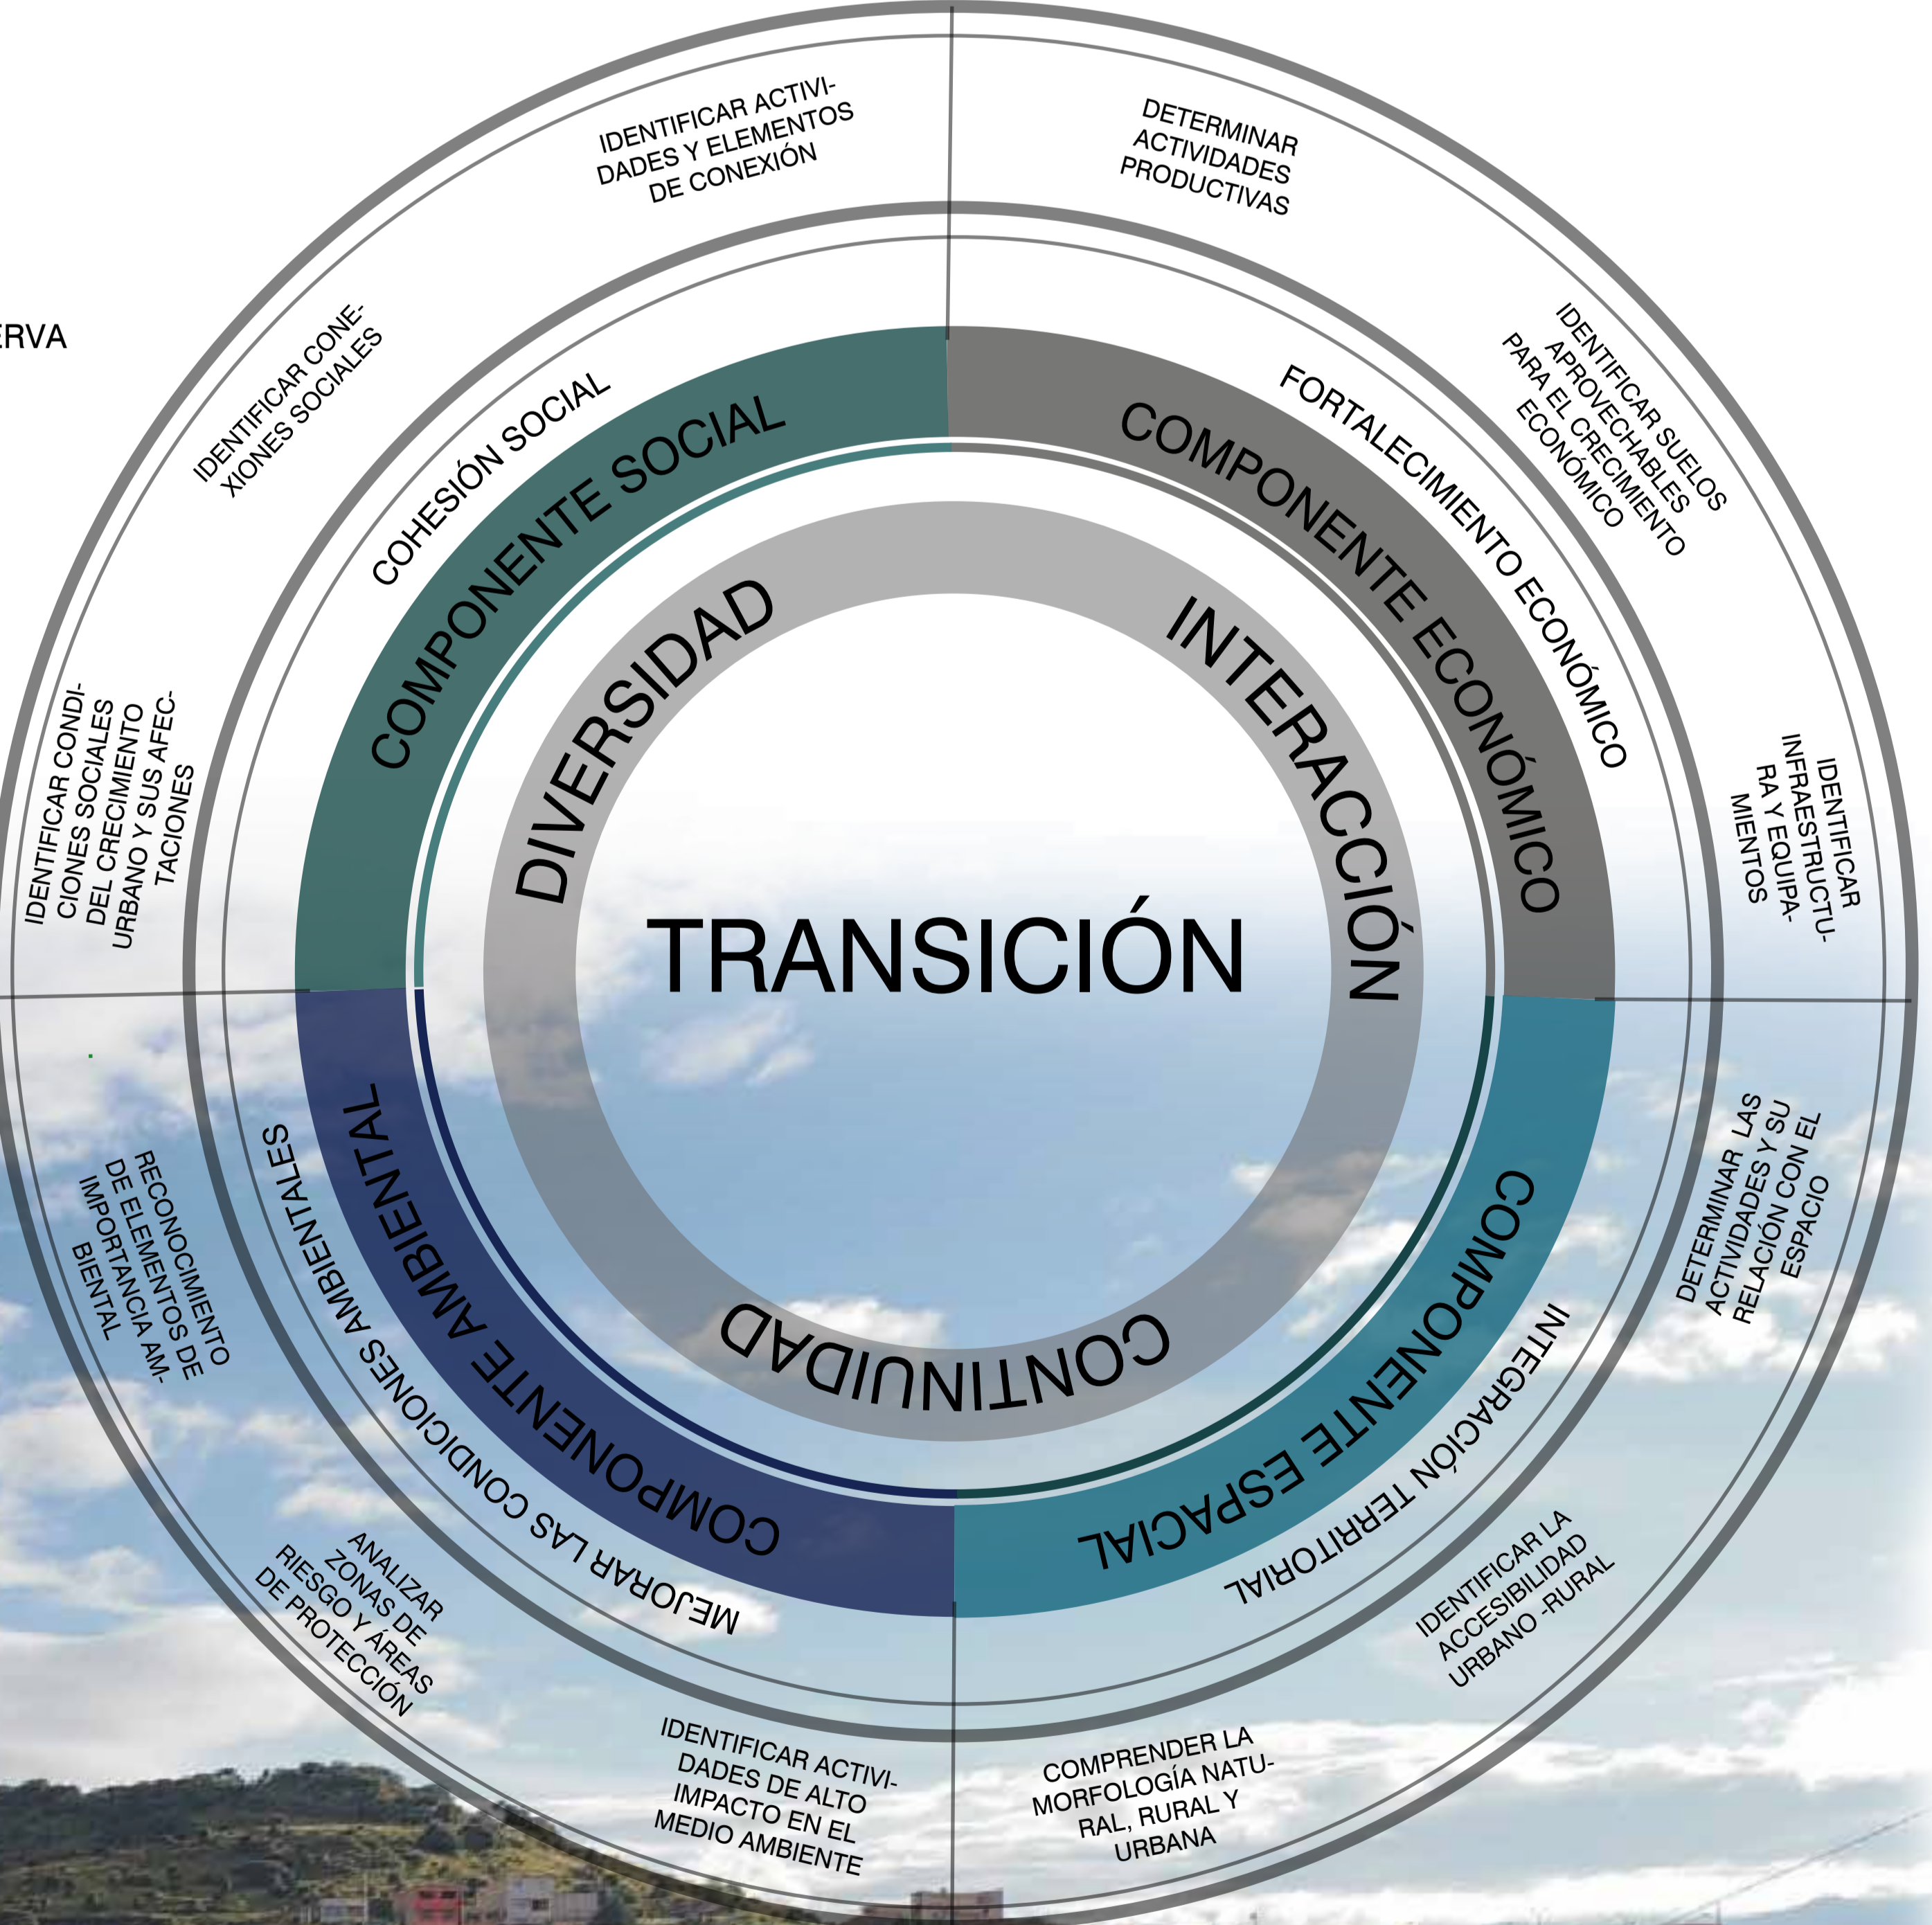 ERVA
IDENTIFICAR ACTIVI-
DADES Y ELEMENTOS
DE CONEXIÓN
DETERMINAR
ACTIVIDADES
PRODUCTIVAS
IDENTIFICAR CONE-
XIONES SOCIALES
IDENTIFICAR SUELOS
APROVECHABLES
PARA EL CRECIMIENTO
ECONÓMICO
IDENTIFICAR CONDI-
CIONES SOCIALES
DEL CRECIMIENTO
URBANO Y SUS AFEC-
TACIONES
IDENTIFICAR
INFRAESTRUCTU-
RA Y EQUIPA-
MIENTOS
COHESIÓN SOCIAL
FORTALECIMIENTO ECONÓMICO
COMPONENTE SOCIAL
COMPONENTE ECONÓMICO
DIVERSIDAD
INTERACCIÓN
TRANSICIÓN
CONTINUIDAD
COMPONENTE AMBIENTAL
COMPONENTE ESPACIAL
MEJORAR LAS CONDICIONES AMBIENTALES
INTEGRACIÓN TERRITORIAL
RECONOCIMIENTO
DE ELEMENTOS DE
IMPORTANCIA AM-
BIENTAL
DETERMINAR LAS
ACTIVIDADES Y SU
RELACIÓN CON EL
ESPACIO
ANALIZAR
ZONAS DE
RIESGO Y ÁREAS
DE PROTECCIÓN
IDENTIFICAR LA
ACCESIBILIDAD
URBANO -RURAL
IDENTIFICAR ACTIVI-
DADES DE ALTO
IMPACTO EN EL
MEDIO AMBIENTE
COMPRENDER LA
MORFOLOGÍA NATU-
RAL, RURAL Y
URBANA